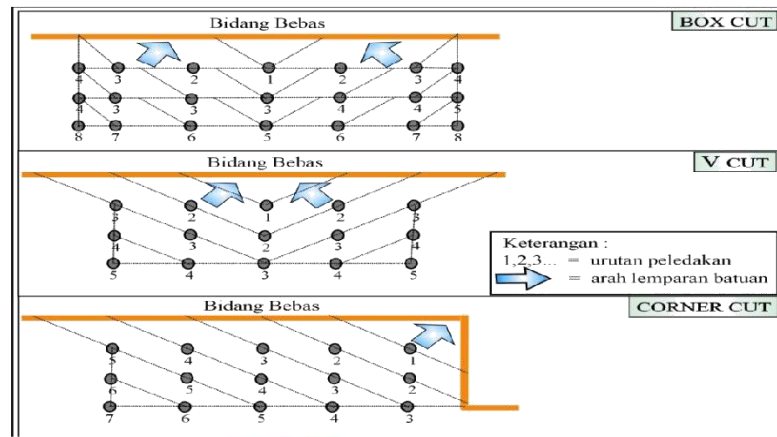 Bidang Bebas
BOX CUT
4 3 2 1 2 3 4
4 3 3 3 4 4 5
8 7 6 5 6 7 8
Bidang Bebas
V CUT
3 2 1 2 3
4 3 2 3 4
5 4 3 4 5
Keterangan :
1,2,3... = urutan peledakan
= arah lemparan batuan
Bidang Bebas
CORNER CUT
5 4 3 2 1
6 5 4 3 2
7 6 5 4 3